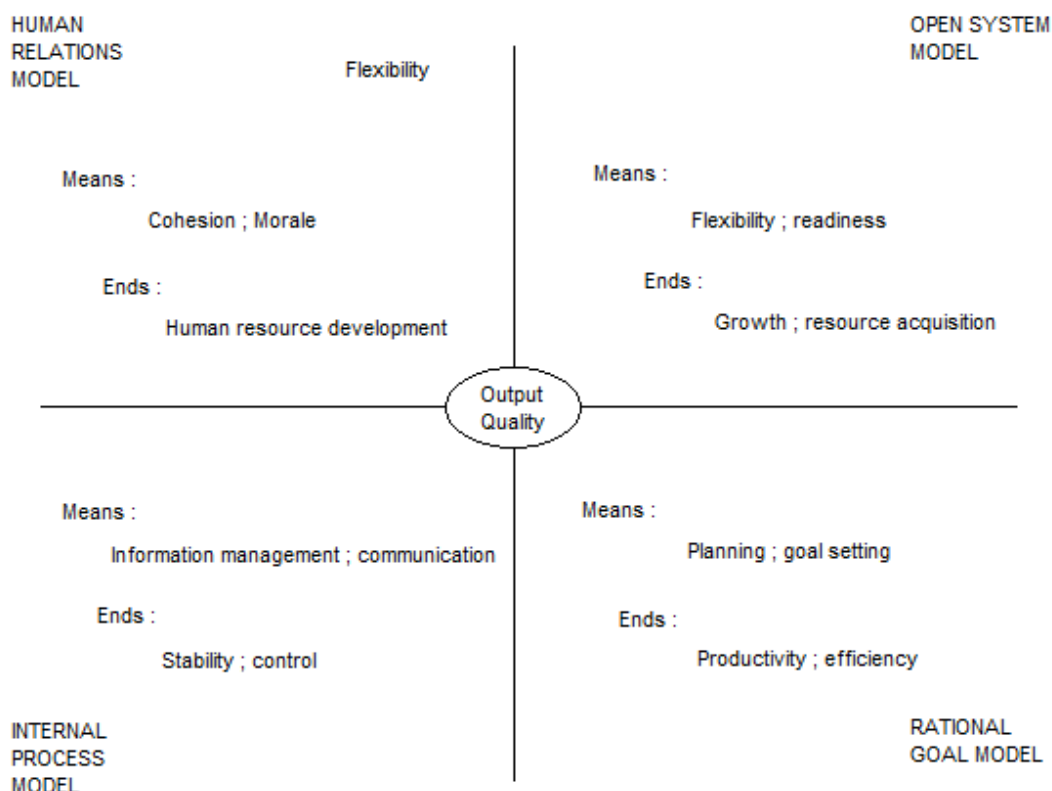 HUMAN
RELATIONS
MODEL
Flexibility
OPEN SYSTEM
MODEL
Means :
Cohesion ; Morale
Ends :
Human resource development
Means :
Flexibility ; readiness
Ends :
Growth ; resource acquisition
Output
Quality
Means :
Information management ; communication
Ends :
Stability ; control
Means :
Planning ; goal setting
Ends :
Productivity ; efficiency
INTERNAL
PROCESS
MODEL
RATIONAL
GOAL MODEL